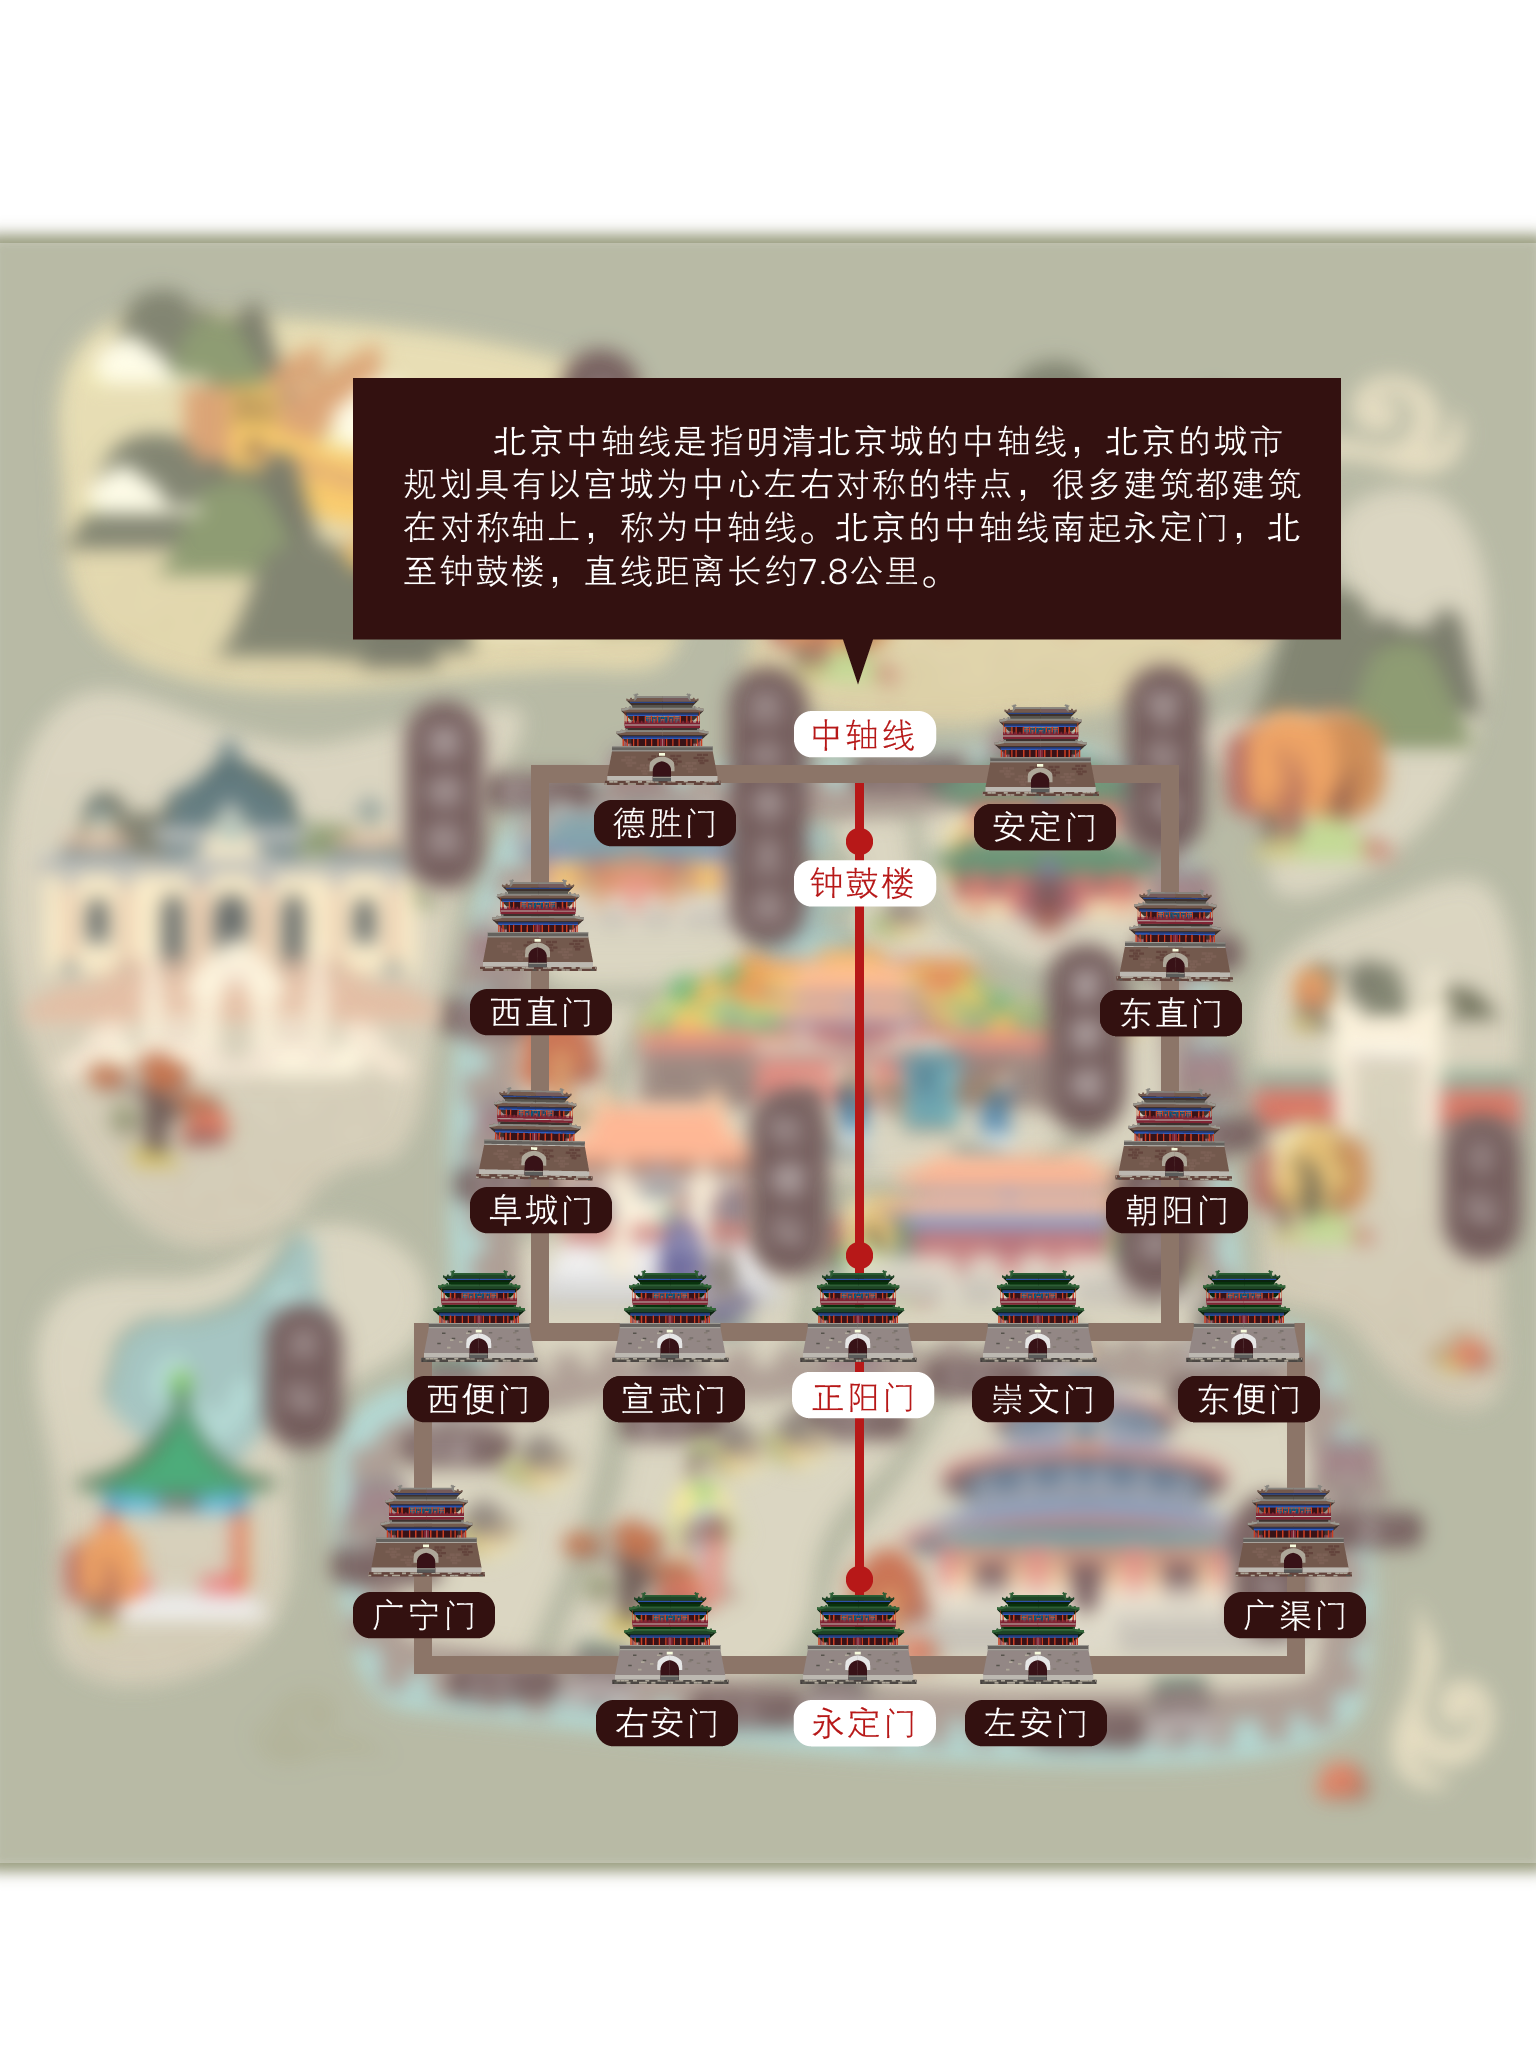 北京中轴线是指明清北京城的中轴线，北京的城市
规划具有以宫城为中心左右对称的特点，很多建筑都建筑
在对称轴上，称为中轴线。北京的中轴线南起永定门，北
至钟鼓楼，直线距离长约7.8公里。
中轴线
德胜门
安定门
钟鼓楼
西直门
东直门
阜城门
朝阳门
西便门
宣武门
正阳门
崇文门
东便门
广宁门
广渠门
右安门
永定门
左安门